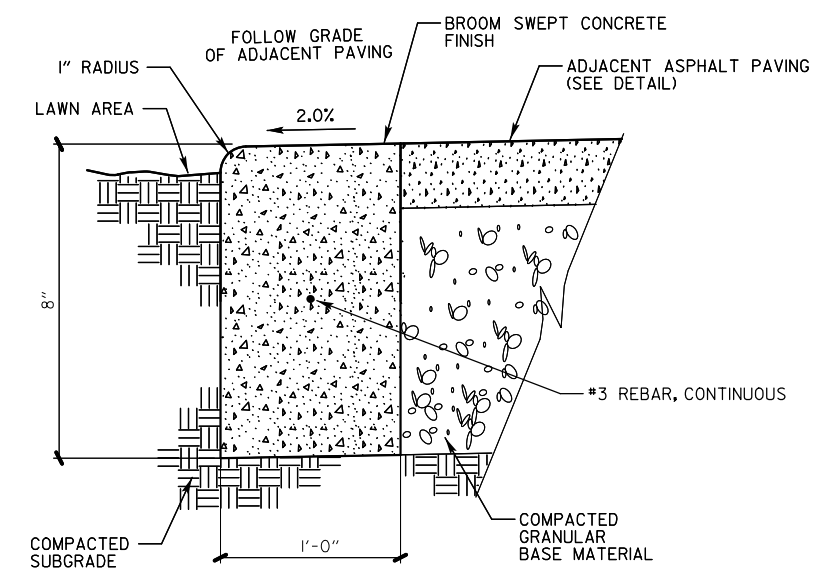 FOLLOW GRADE
OF ADJACENT PAVING
BROOM SWEPT CONCRETE
FINISH
1" RADIUS
ADJACENT ASPHALT PAVING
(SEE DETAIL)
LAWN AREA
2.0%
8"
#3 REBAR, CONTINUOUS
COMPACTED
SUBGRADE
1'-0"
COMPACTED
GRANULAR
BASE MATERIAL